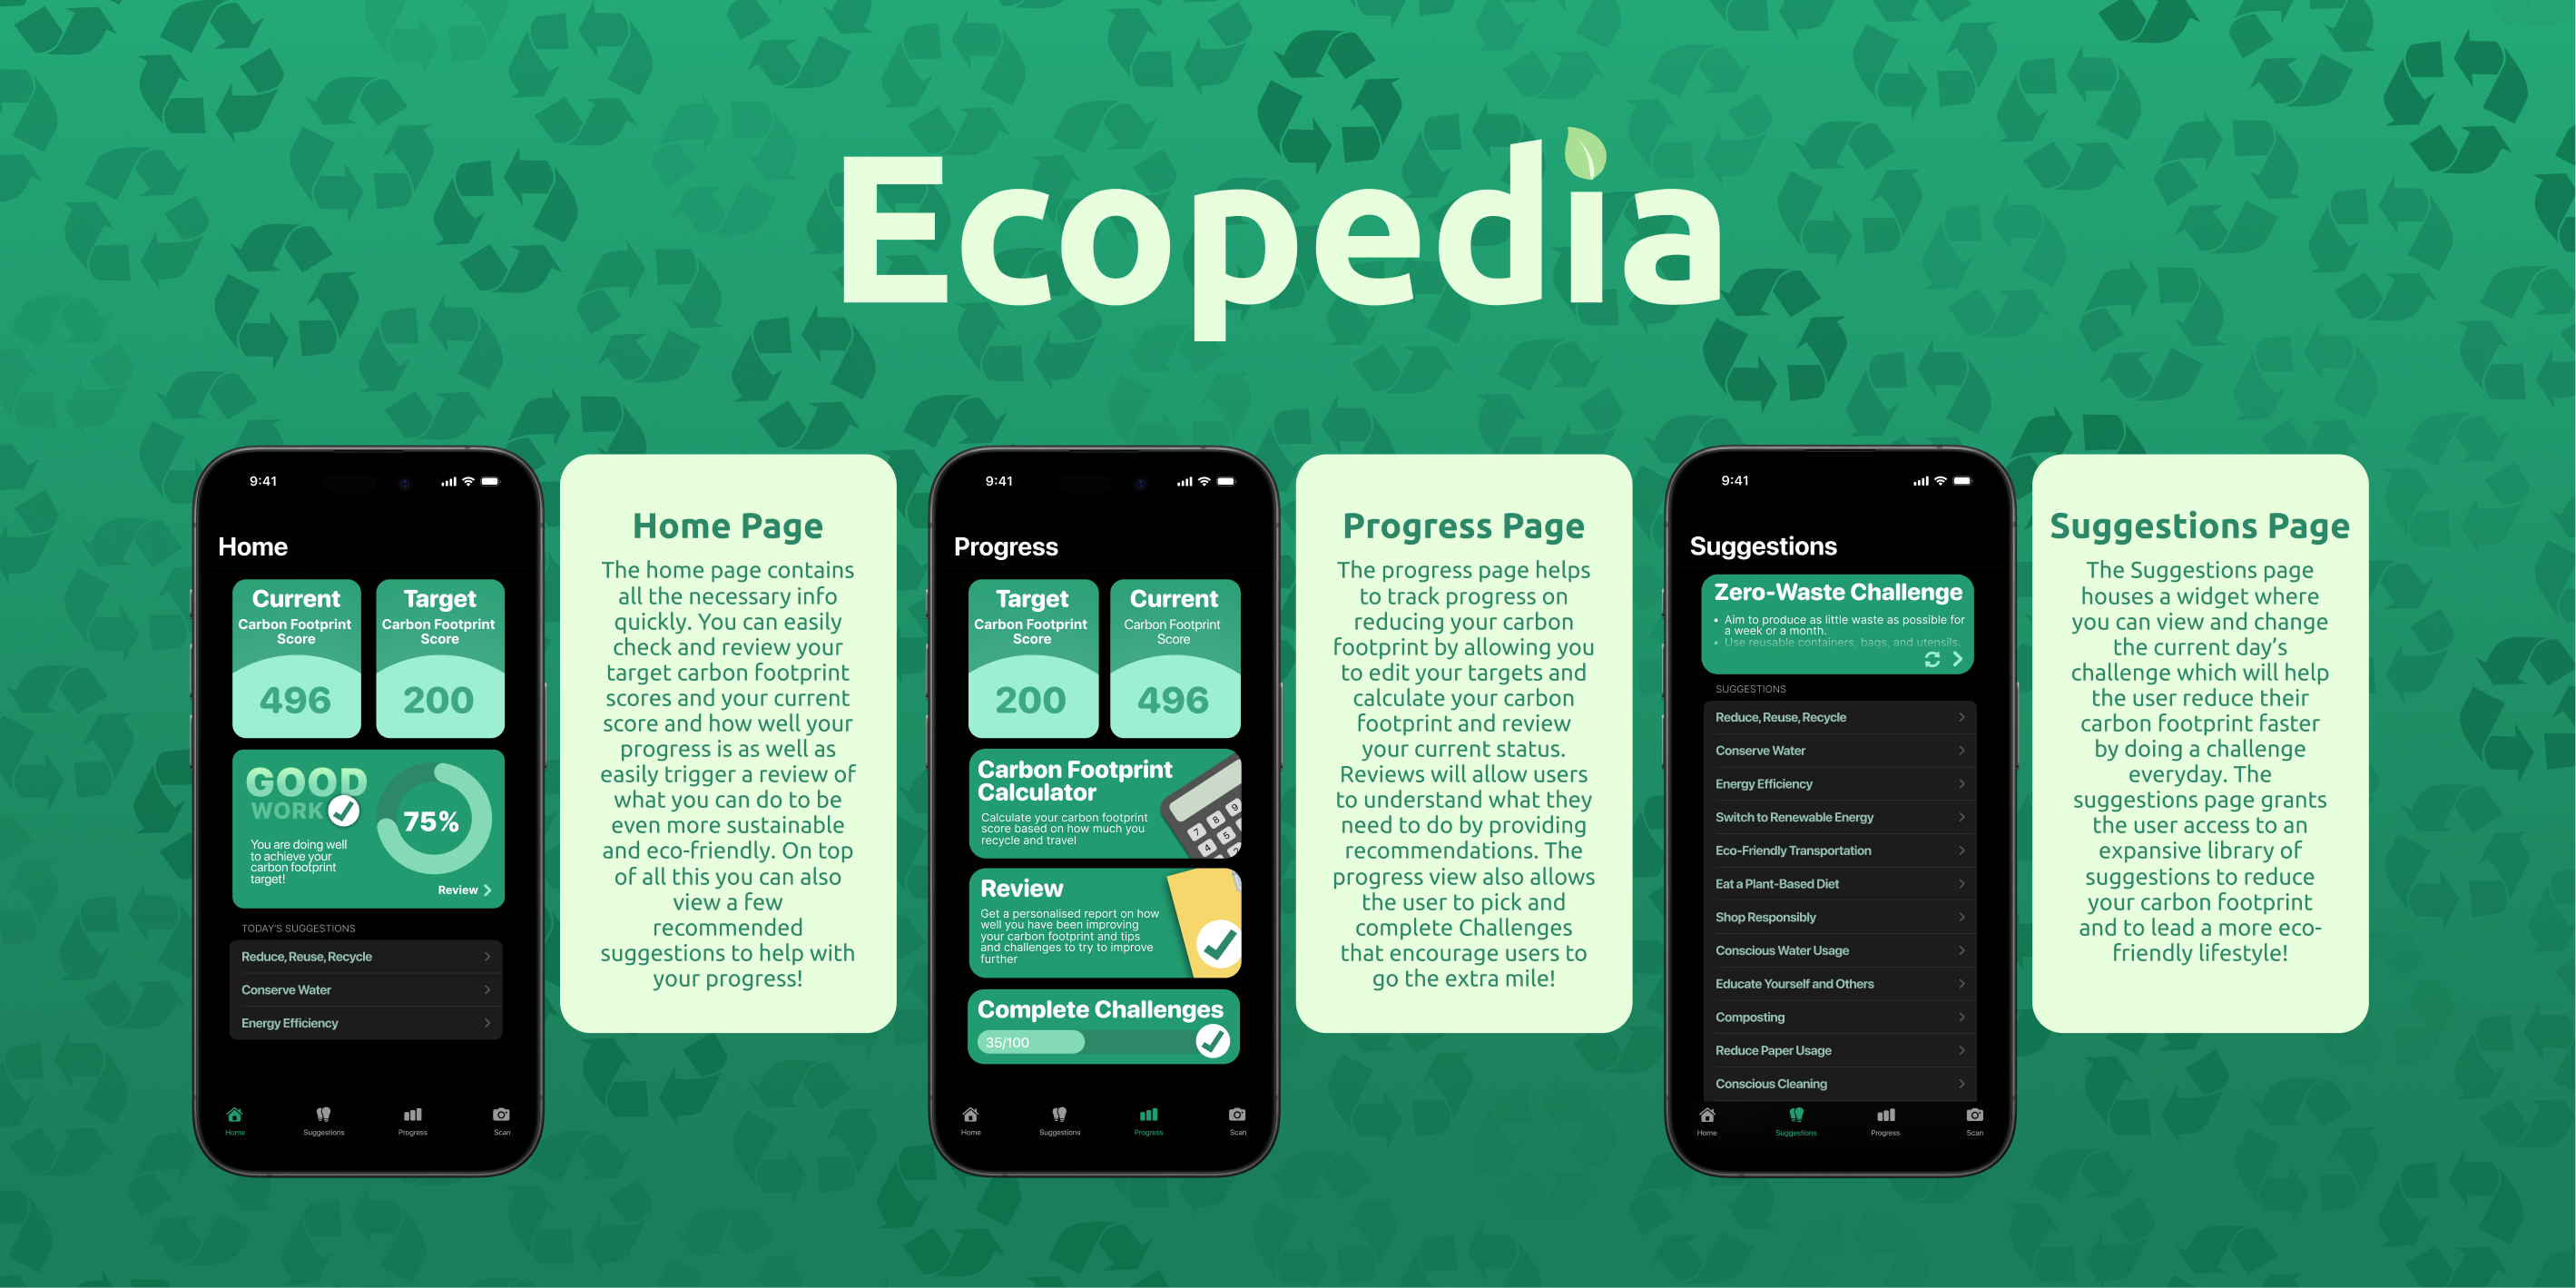 Ecopedia
9:41
Home
Current
Carbon Footprint
Score
496
Target
Carbon Footprint
Score
200
GOOD
WORK
75%
You are doing well
to achieve your
carbon footprint
target!
Review
TODAY'S SUGGESTIONS
Reduce, Reuse, Recycle
Conserve Water
Energy Efficiency
Home
Suggestions
Progress
Scan
Home Page
The home page contains
all the necessary info
quickly. You can easily
check and review your
target carbon footprint
scores and your current
score and how well your
progress is as well as
easily trigger a review of
what you can do to be
even more sustainable
and eco-friendly. On top
of all this you can also
view a few
recommended
suggestions to help with
your progress!
9:41
Progress
Target
Carbon Footprint
Score
200
Current
Carbon Footprint
Score
496
Carbon Footprint
Calculator
Calculate your carbon footprint
score based on how much you
recycle and travel
7 8 9
4 5
2
Review
Get a personalised report on how
well you have been improving
your carbon footprint and tips
and challenges to try to improve
further
Complete Challenges
35/100
Home
Suggestions
Progress
Scan
Progress Page
The progress page helps
to track progress on
reducing your carbon
footprint by allowing you
to edit your targets and
calculate your carbon
footprint and review
your current status.
Reviews will allow users
to understand what they
need to do by providing
recommendations. The
progress view also allows
the user to pick and
complete Challenges
that encourage users to
go the extra mile!
9:41
Suggestions
Zero-Waste Challenge
• Aim to produce as little waste as possible for
a week or a month.
• Use reusable containers, bags, and utensils.
SUGGESTIONS
Reduce, Reuse, Recycle
Conserve Water
Energy Efficiency
Switch to Renewable Energy
Eco-Friendly Transportation
Eat a Plant-Based Diet
Shop Responsibly
Conscious Water Usage
Educate Yourself and Others
Composting
Reduce Paper Usage
Conscious Cleaning
Home
Suggestions
Progress
Scan
Suggestions Page
The Suggestions page
houses a widget where
you can view and change
the current day's
challenge which will help
the user reduce their
carbon footprint faster
by doing a challenge
everyday. The
suggestions page grants
the user access to an
expansive library of
suggestions to reduce
your carbon footprint
and to lead a more eco-
friendly lifestyle!